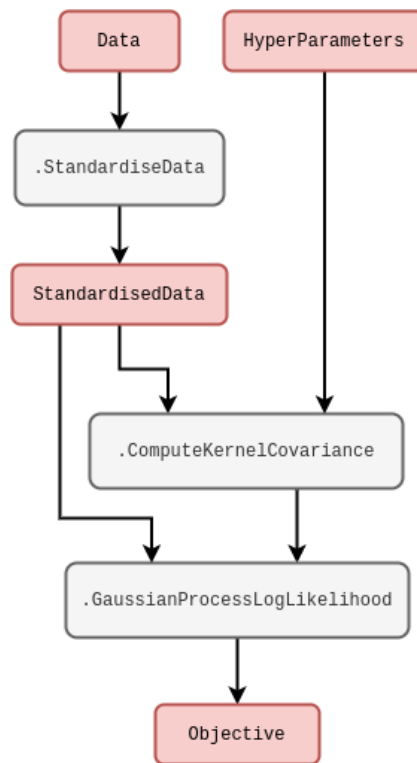 Data
HyperParameters
.StandardiseData
StandardisedData
.ComputeKernelCovariance
.GaussianProcessLogLikelihood
Objective